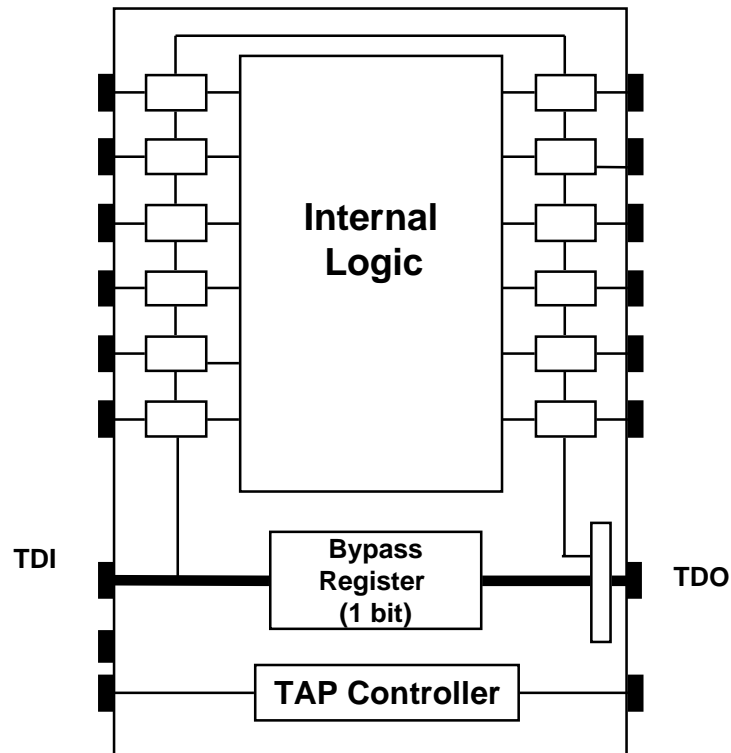 Internal
Logic
TDI
Bypass
Register
(1 bit)
TDO
TAP Controller